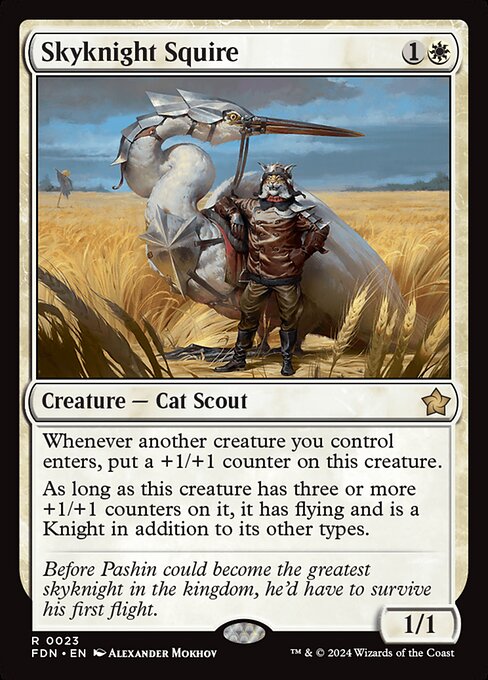 Skyknight Squire 1
Creature — Cat Scout
Whenever another creature you control
enters, put a +1/+1 counter on this creature.
As long as this creature has three or more
+1/+1 counters on it, it has flying and is a
Knight in addition to its other types.
Before Pashin could become the greatest
skyknight in the kingdom, he'd have to survive
his first flight.
1/1
R 0023
FDN • EN Alexander Mokhov
™ & © 2024 Wizards of the Coast